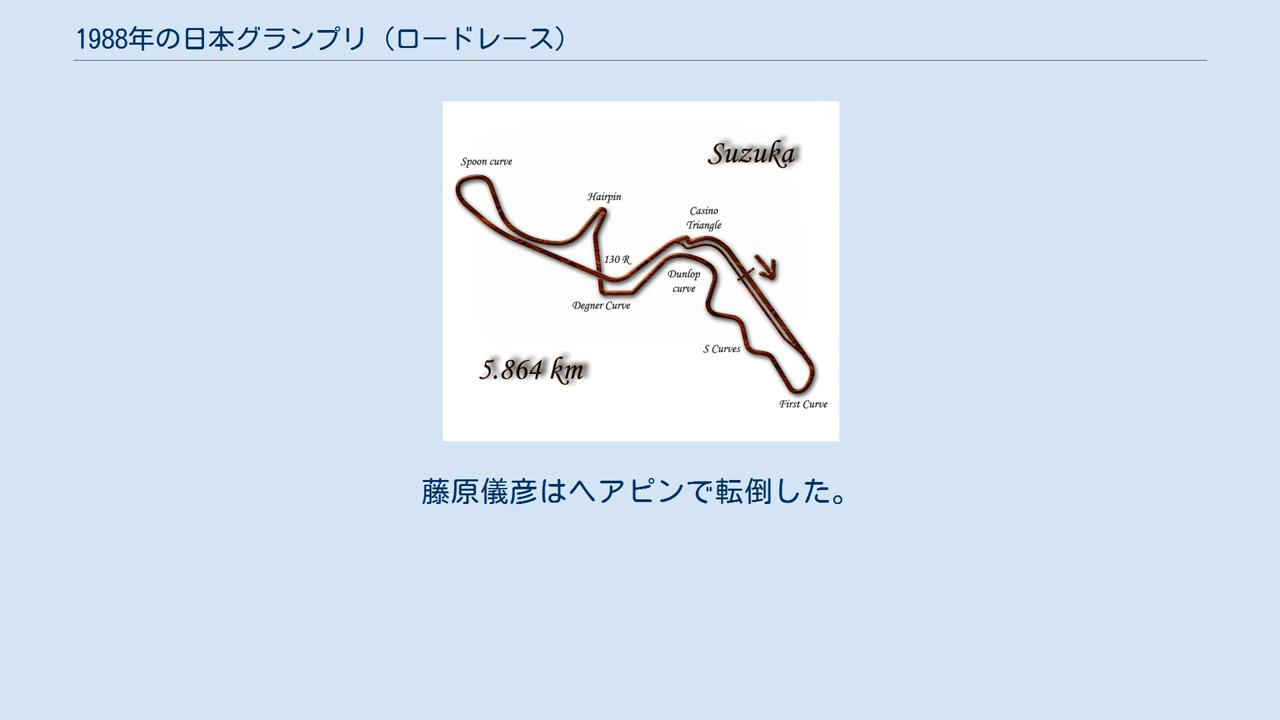 1988年の日本グランプリ（ロードレース）
Suzuka
Spoon curve
Hairpin
Casino
Triangle
130 R
Dunlop
curve
Degner Curve
S Curves
5.864 km
First Curve
藤原儀彦はヘアピンで転倒した。